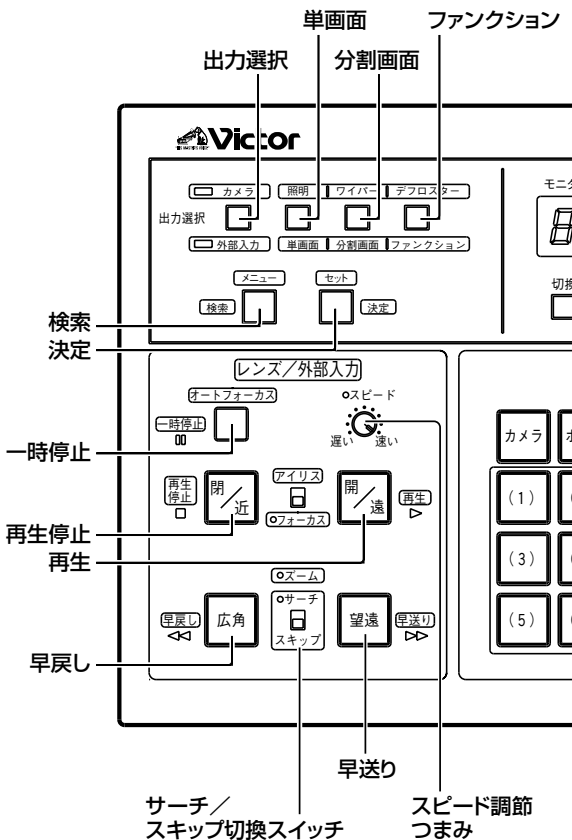 単画面 ファンクション
出力選択 分割画面
Victor
カメラ 照明 ワイパー デフロスター
出力選択
外部入力 単画面 分割画面 ファンクション
メニュー セット
検索 決定
切換
検索
決定
レンズ/外部入力
オートフォーカス スピード
一時停止
遅い 速い
一時停止
再生
停止
閉/近
アイリス
フォーカス
開/遠
再生
再生停止
再生
ズーム
サーチ
スキップ
早戻し 広角 望遠 早送り
早戻し
カメラ
(1)
(3)
(5)
早送り
サーチ/
スキップ切換スイッチ
スピード調節
つまみ